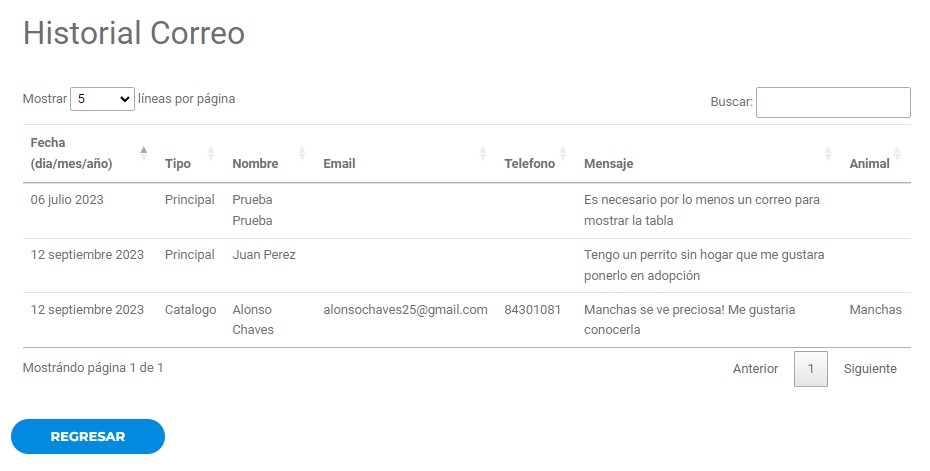 Historial Correo
Mostrar 5 líneas por página
Buscar:
Fecha
(dia/mes/año) Tipo Nombre Email Telefono Mensaje Animal
06 julio 2023 Principal Prueba Es necesario por lo menos un correo para
Prueba mostrar la tabla
12 septiembre 2023 Principal Juan Perez Tengo un perrito sin hogar que me gustara
ponerlo en adopción
12 septiembre 2023 Catalogo Alonso alonsochaves25@gmail.com 84301081 Manchas se ve preciosa! Me gustaria Manchas
Chaves conocerla
Mostrándo página 1 de 1
Anterior 1 Siguiente
REGRESAR